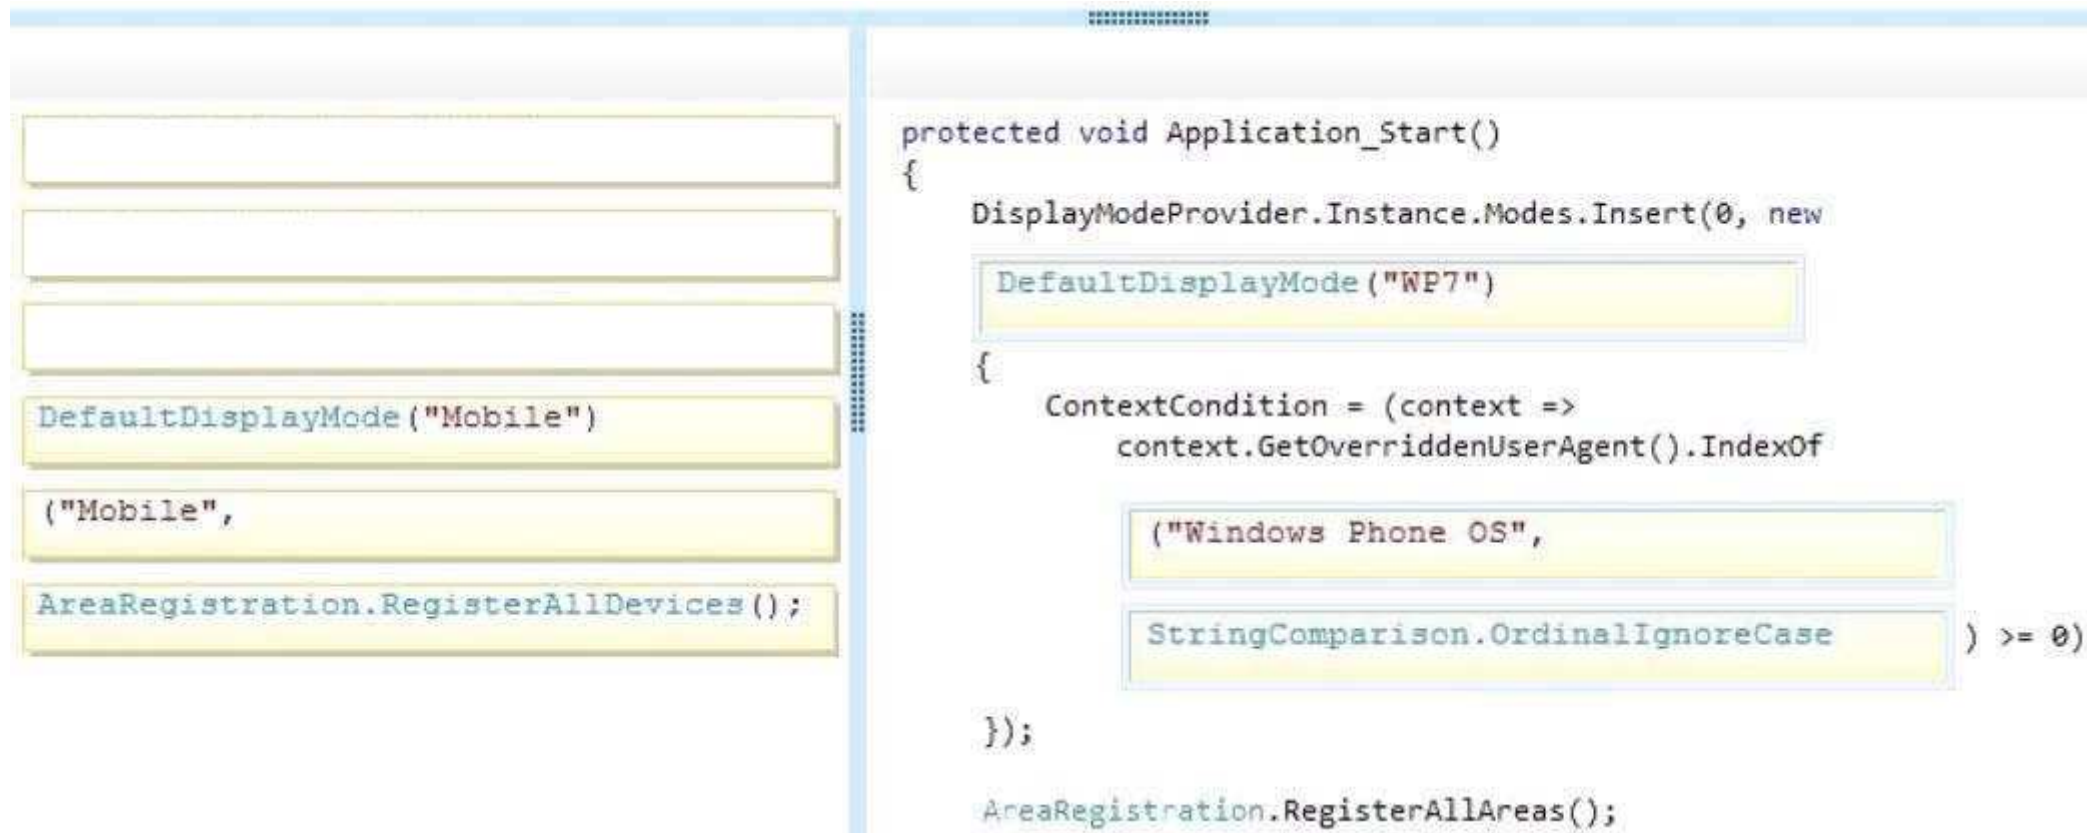 DefaultDisplayMode("Mobile")
("Mobile",
AreaRegistration.RegisterAllDevices();
protected void Application_Start()
{
DisplayModeProvider.Instance.Modes.Insert(0, new
DefaultDisplayMode("WP7")
{
ContextCondition = (context =>
context.GetOverriddenUserAgent().IndexOf
("Windows Phone OS",
StringComparison.OrdinalIgnoreCase ) >= 0)
});
AreaRegistration.RegisterAllAreas();